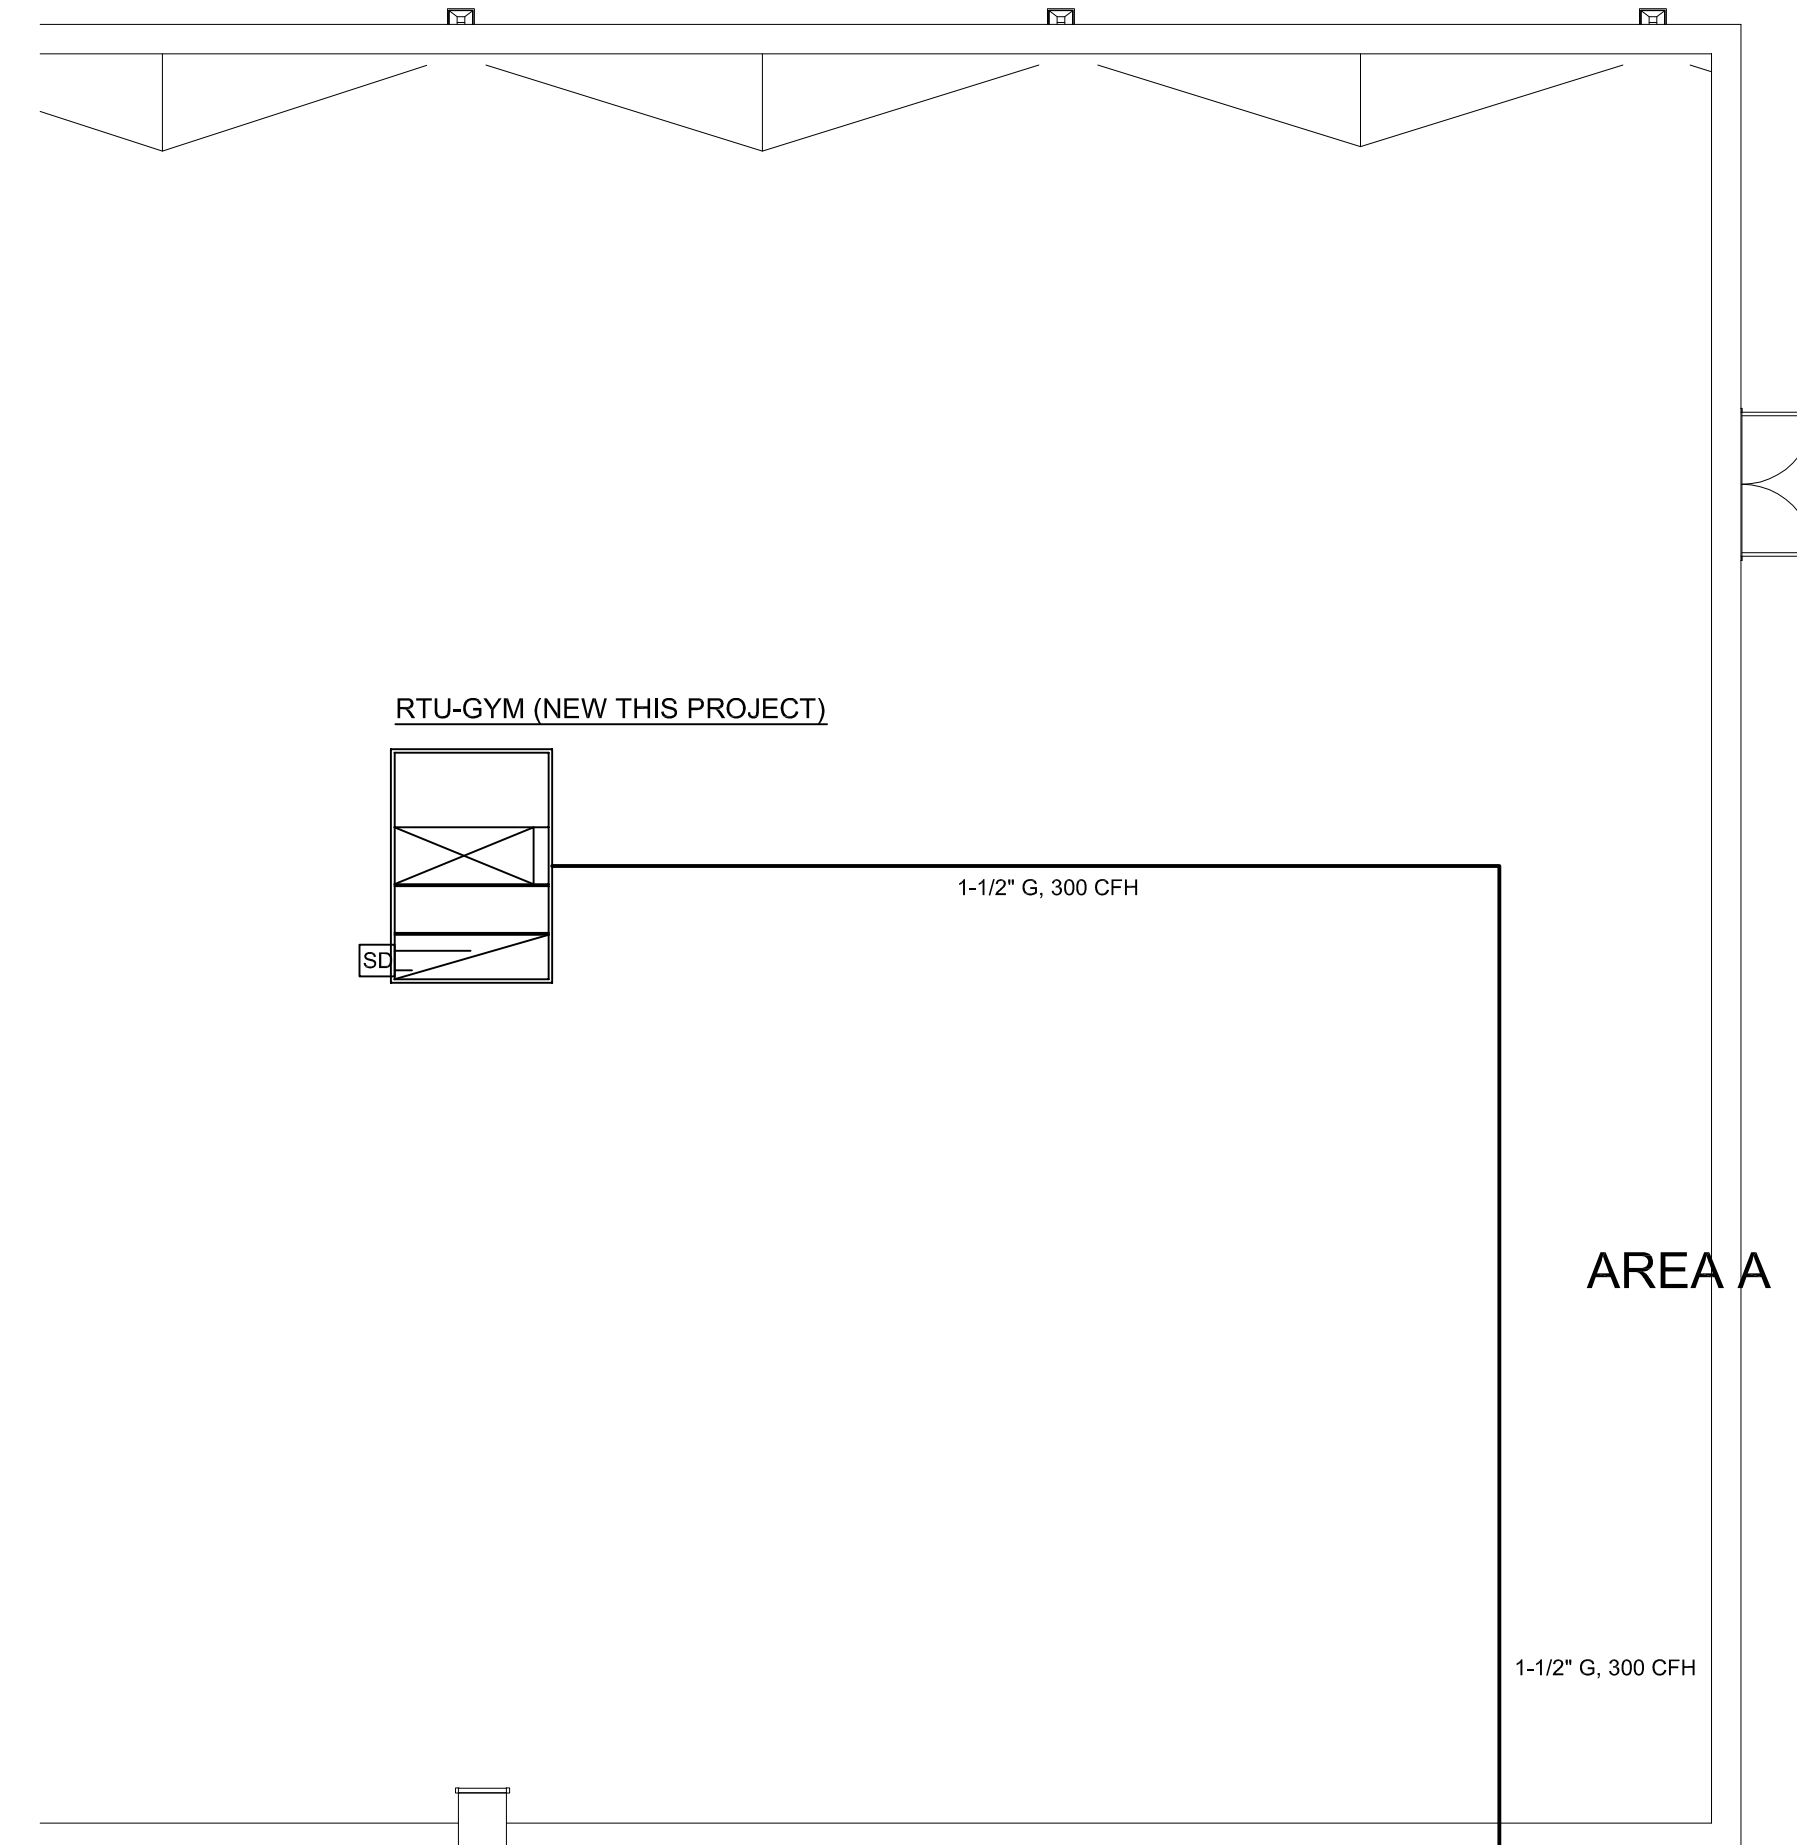 RTU-GYM (NEW THIS PROJECT)
1-1/2" G, 300 CFH
SD
AREA A
1-1/2" G, 300 CFH